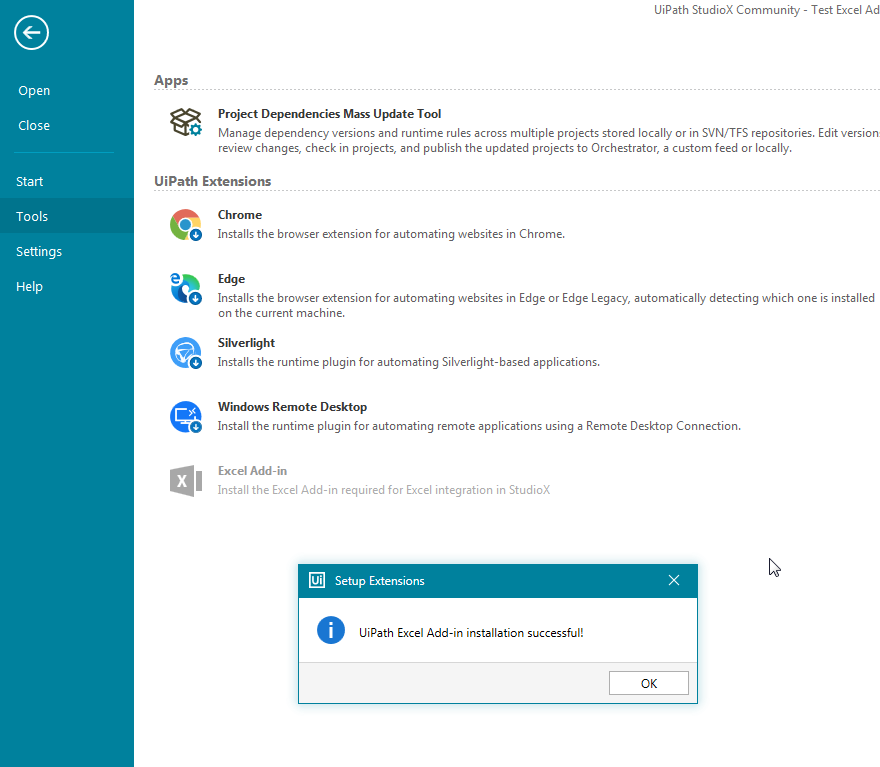 UiPath StudioX Community - Test Excel Ad
Open
Close
Start
Tools
Settings
Help
Apps
Project Dependencies Mass Update Tool
Manage dependency versions and runtime rules across multiple projects stored locally or in SVN/TFS repositories. Edit version
review changes, check in projects, and publish the updated projects to Orchestrator, a custom feed or locally.
UiPath Extensions
Chrome
Installs the browser extension for automating websites in Chrome.
Edge
Installs the browser extension for automating websites in Edge or Edge Legacy, automatically detecting which one is installed
on the current machine.
Silverlight
Installs the runtime plugin for automating Silverlight-based applications.
Windows Remote Desktop
Install the runtime plugin for automating remote applications using a Remote Desktop Connection.
X
Excel Add-in
Install the Excel Add-in required for Excel integration in StudioX
Ui Setup Extensions
UiPath Excel Add-in installation successful!
OK